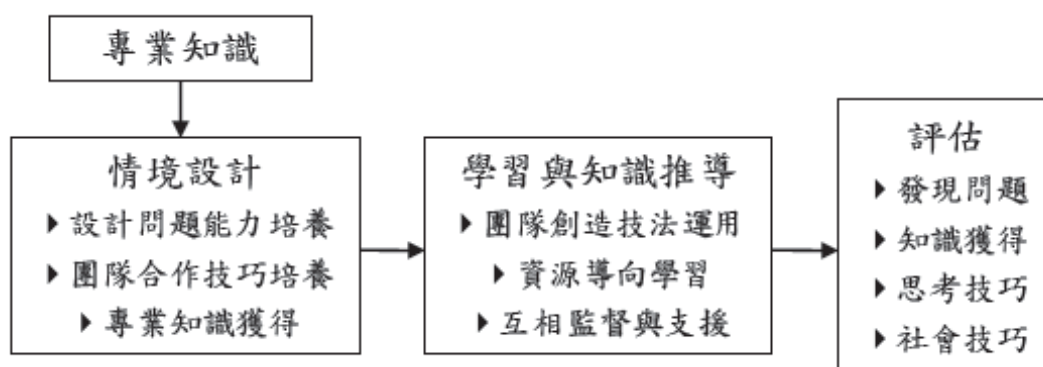 專業知識
情境設計
▶設計問題能力培養
▶團隊合作技巧培養
▶專業知識獲得
學習與知識推導
▶團隊創造技法運用
▶資源導向學習
▶互相監督與支援
評估
▶發現問題
▶知識獲得
▶思考技巧
▶社會技巧